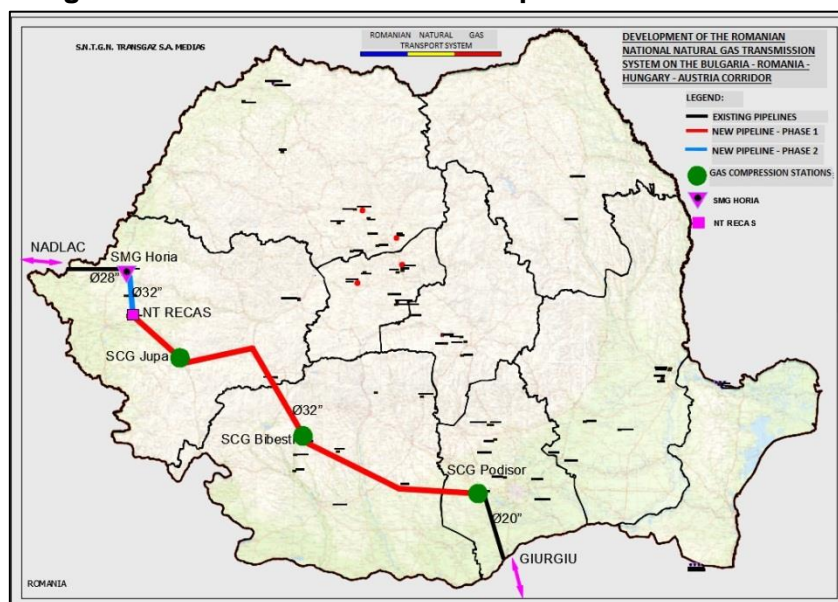 S.N.T.G.N. TRANSGAZ S.A. MEDIAS
ROMANIAN NATURAL GAS
TRANSPORT SYSTEM
DEVELOPMENT OF THE ROMANIAN
NATIONAL NATURAL GAS TRANSMISSION
SYSTEM ON THE BULGARIA - ROMANIA -
HUNGARY - AUSTRIA CORRIDOR
LEGEND:
EXISTING PIPELINES
NEW PIPELINE - PHASE 1
NEW PIPELINE - PHASE 2
GAS COMPRESSION STATIONS
SMG HORIA
NT RECAS
NADLAC
SMG Horia
Ø28"
Ø32"
NT RECAS
SCG Jupa
Ø32"
SCG Bibesti
SCG Podisor
Ø20"
GIURGIU
ROMANIA